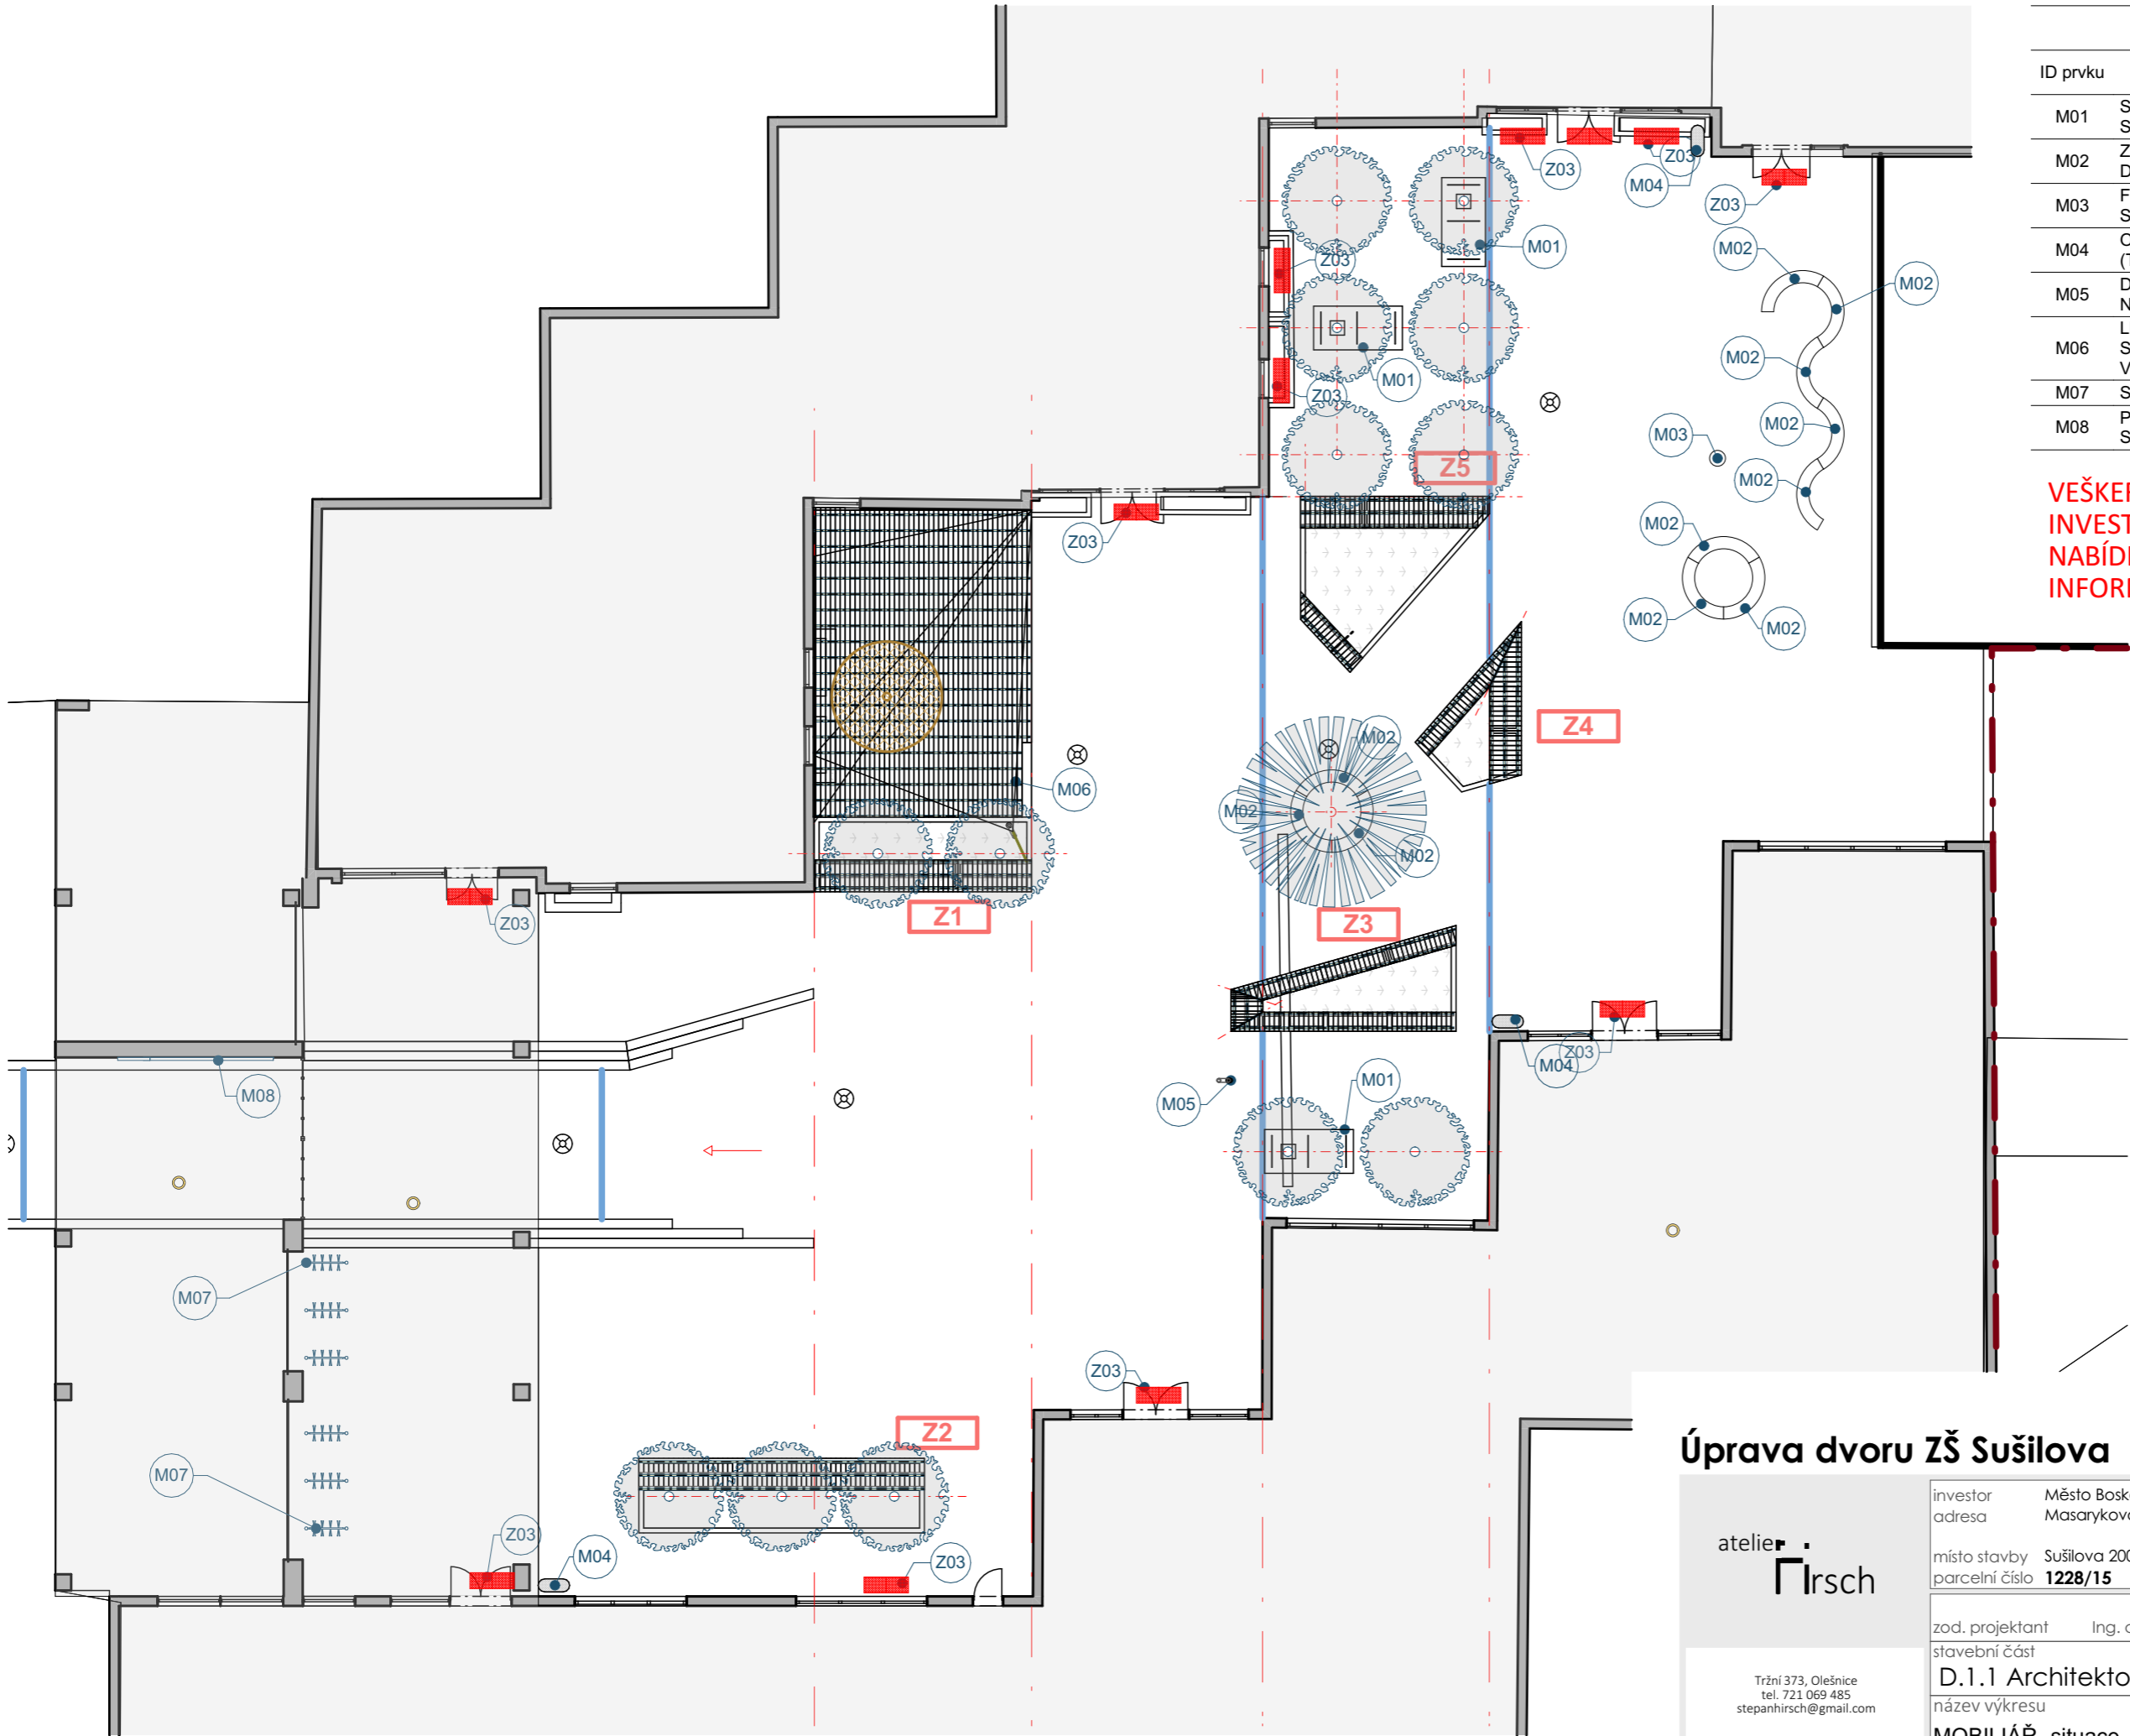 ID prvku
M01
M02
M03
M04
M05
M06
M07
M08
Z03
Z03
M04
Z03
M01
M02
M02
Z03
M02
M01
Z03
M02
M03
Z5
M02
M02
Z03
M02
M02
Z4
M02
M06
M02
M02
Z1
Z3
Z03
Z03
M04
M01
M08
M05
M07
Z03
Z2
M07
Z03
M04
Z03
Úprava dvoru ZŠ Sušilova
atelier
Hirsch
Tržní 373, Olešnice
tel. 721 069 485
stepanhirsch@gmail.com
investor
adresa
místo stavby
parcelní číslo 1228/15
zod. projektant Ing.
stavební část
D.1.1
název výkresu
MOBILIÁŘ situace